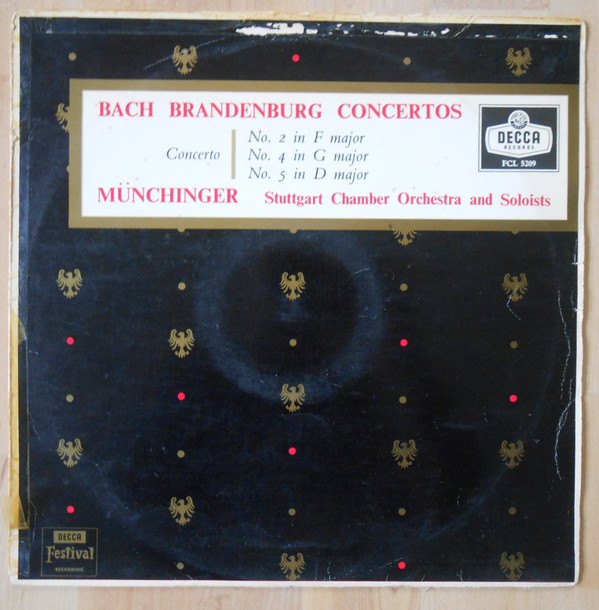 BACH BRANDENBURG CONCERTOS
Concerto
No. 2 in F major
No. 4 in G major
No. 5 in D major
MÜNCHINGER Stuttgart Chamber Orchestra and Soloists
DECCA
RECORDS
FCL 5209
DECCA
Festival
RECORDING